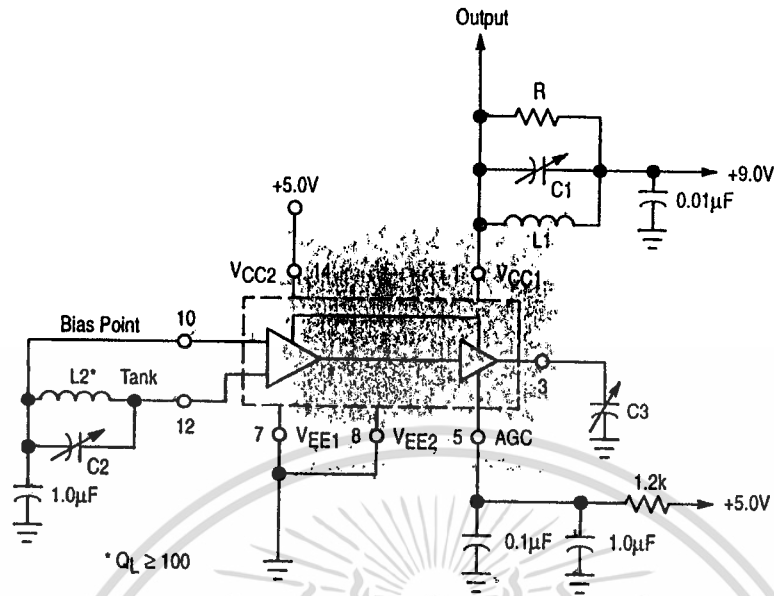 Output
R
C1
+9.0V
0.01µF
L1
+5.0V
VCC2 14
1 VCC1
Bias Point 10
L2* Tank
12
C2
3
C3
7 VEE1 8 VEE2 5 AGC
1.0µF
1.2k
+5.0V
0.1µF 1.0µF
* QL ≥ 100